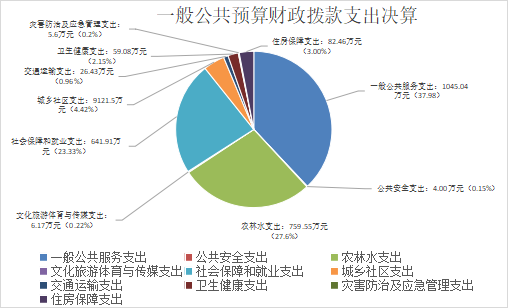 一般公共预算财政拨款支出决算
灾害防治及应急管理支出：
5.6万元（0.2%）
住房保障支出：82.46万元
（3.00%）
卫生健康支出：59.08万元
（2.15%）
交通运输支出：26.43万元
（0.96%）
一般公共服务支出：1045.04
万元（37.98）
城乡社区支出：9121.5万
元（4.42%）
社会保障和就业支出：641.91万
元（23.33%）
公共安全支出：4.00万元（0.15%）
文化旅游体育与传媒支出：
6.17万元（0.22%）
农林水支出：759.55万元
（27.6%）
一般公共服务支出
公共安全支出
农林水支出
文化旅游体育与传媒支出
社会保障和就业支出
城乡社区支出
交通运输支出
卫生健康支出
灾害防治及应急管理支出
住房保障支出